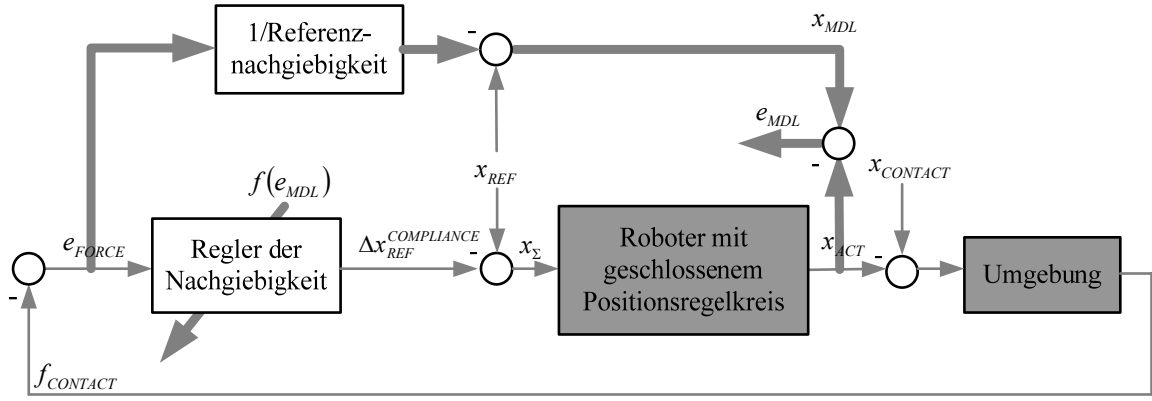 1/Referenz-
nachgiebigkeit
-
x_MDL
e_MDL
-
x_REF
x_CONTACT
f(e_MDL)
e_FORCE
Regler der
Nachgiebigkeit
Δx_REF^COMPLIANCE
-
x_Σ
Roboter mit
geschlossenem
Positionsregelkreis
x_ACT
-
Umgebung
-
f_CONTACT